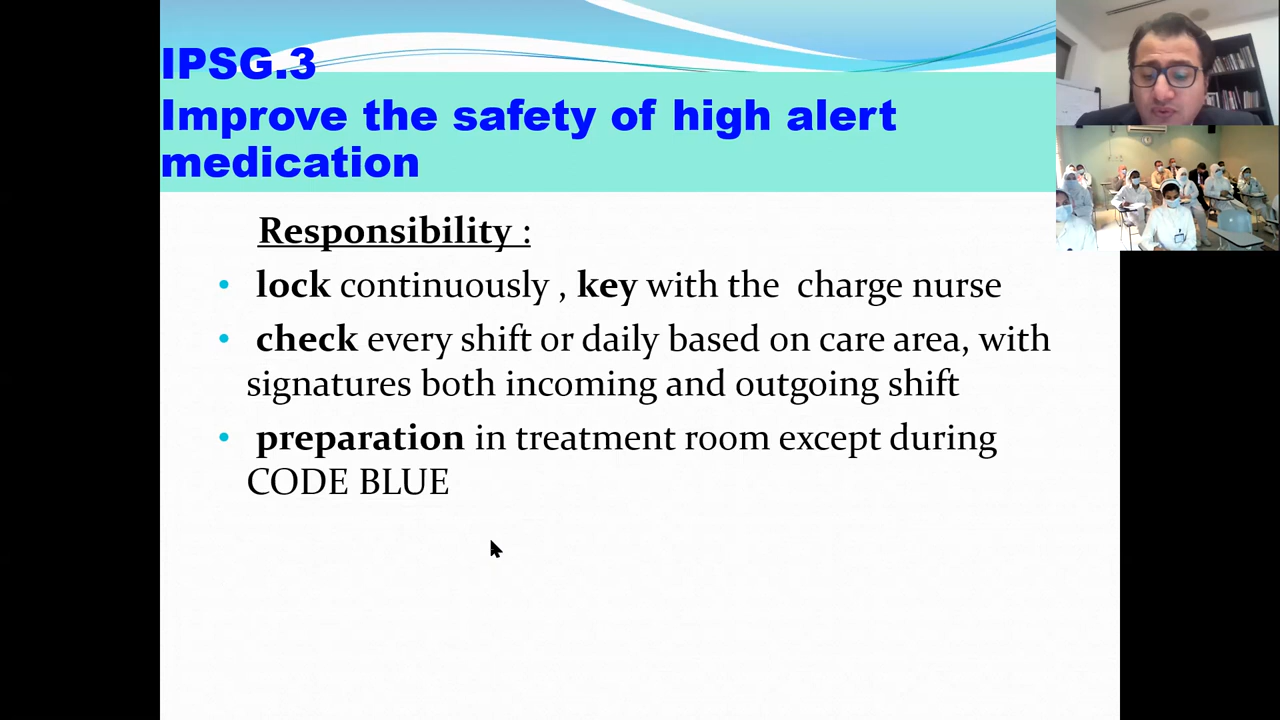 IPSG.3
Improve the safety of high alert
medication
Responsibility :
• lock continuously , key with the charge nurse
• check every shift or daily based on care area, with
signatures both incoming and outgoing shift
• preparation in treatment room except during
CODE BLUE